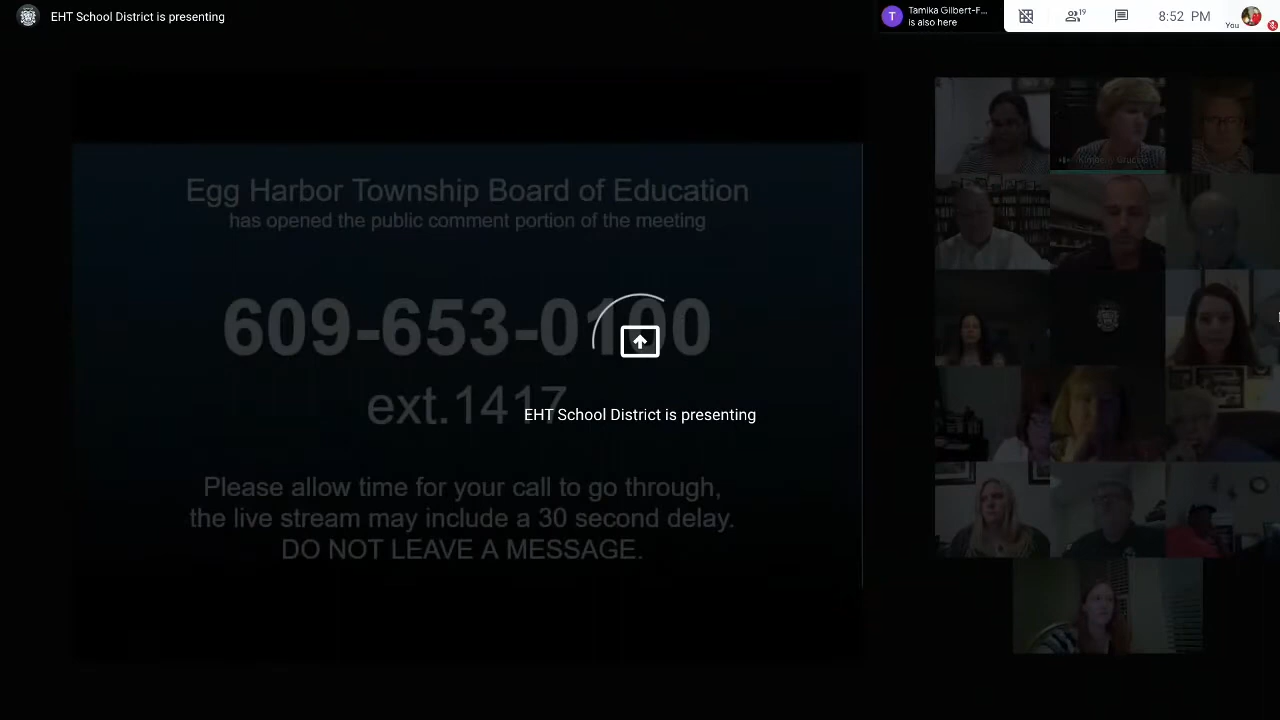 EHT School District is presenting
T
Tamika Gilbert-F...
is also here
19
8:52 PM
You
Egg Harbor Township Board of Education
has opened the public comment portion of the meeting
609-653-0100
ext.1417
EHT School District is presenting
Please allow time for your call to go through,
the live stream may include a 30 second delay.
DO NOT LEAVE A MESSAGE.